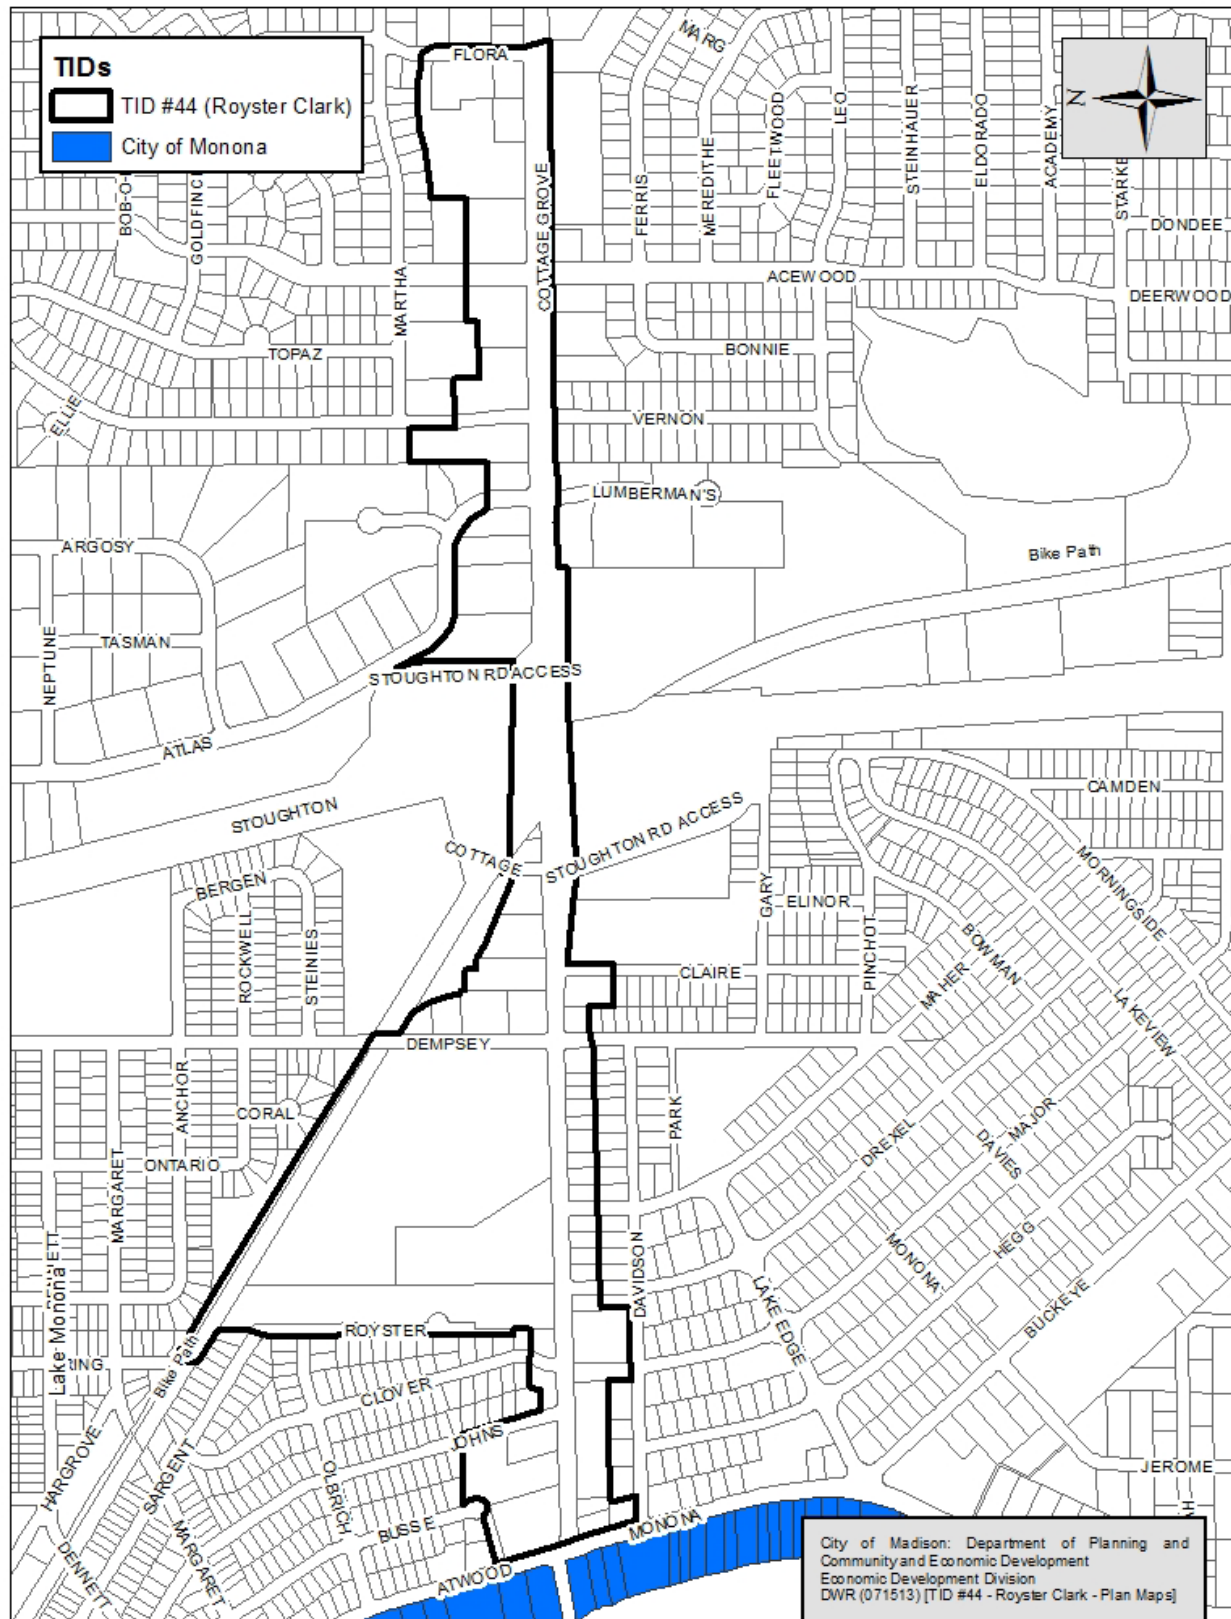 TIDs
TID #44 (Royster Clark)
City of Monona
FLORA
MARG
N
BOB-O-
GOLDFINCI
MARTHA
COTTAGE GROVE
FERRIS
MEREDITHE
FLEETWOOD
LEO
STEINHAUER
ELDORADO
ACADEMY
STARKE
DONDEE
ACEWOOD
DEERWOOD
TOPAZ
BONNIE
ELLIE
VERNON
LUMBERMAN'S
ARGOSY
Bike Path
NEPTUNE
TASMAN
STOUGHTON RD ACCESS
ATLAS
STOUGHTON
CAMDEN
COTTAGE
STOUGHTON RD ACCESS
MORNINGSIDE
BERGEN
GARY
ELINOR
ROCKWELL
STEINIES
PINCHOT
BOWMAN
CLAIRE
MAHER
LAKEVIEW
DEMPSEY
ANCHOR
CORAL
PARK
DREXEL
DAVIES
MAJOR
ONTARIO
MARGARET
DAVIDSON
MONONA
HEGG
Lake Monona
LAKE EDGE
BUCKEYE
ROYSTER
RING
Bike Path
CLOVER
JOHNS
HARGROVE
SARGENT
OLBRICH
JEROME
MARGARET
BUSSE
MONONA
AH
DENNETT
ATWOOD
City of Madison: Department of Planning and
Community and Economic Development
Economic Development Division
DWR (071513) [TID #44 - Royster Clark - Plan Maps]